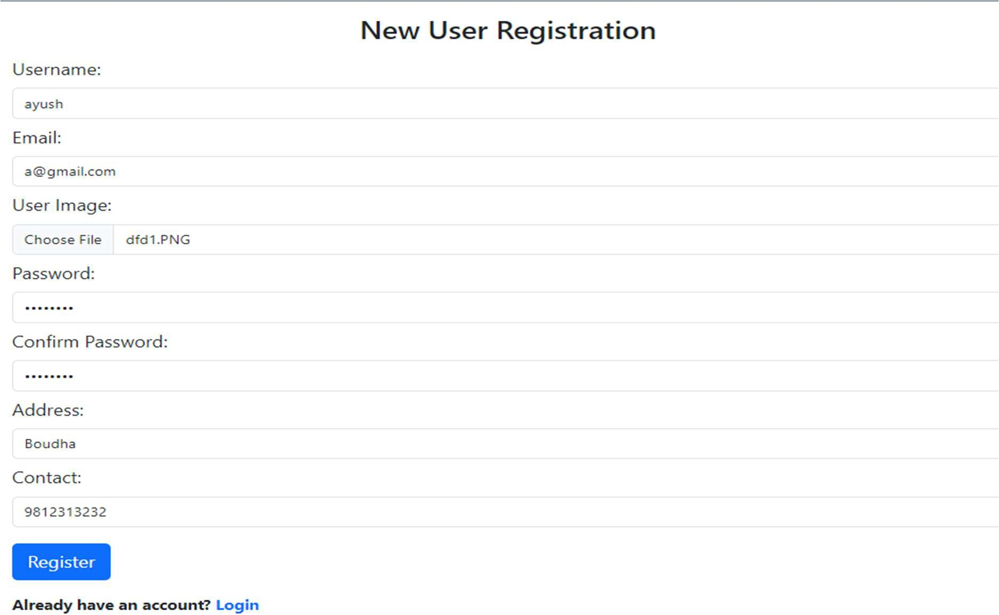 New User Registration
Username:
ayush
Email:
a@gmail.com
User Image:
Choose File dfd1.PNG
Password:
••••••••
Confirm Password:
••••••••
Address:
Boudha
Contact:
9812313232
Register
Already have an account? Login